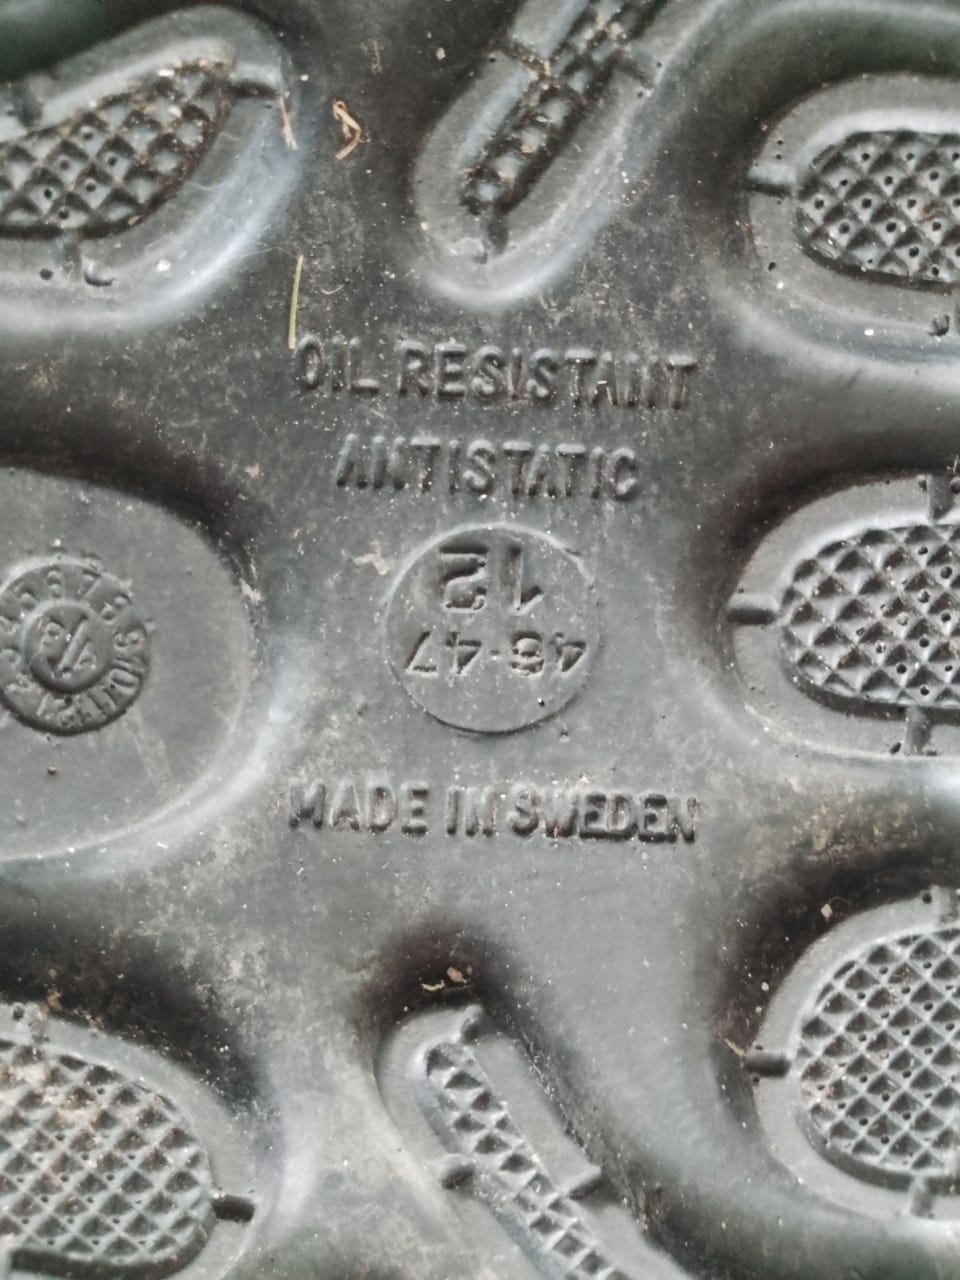 OIL RESISTANT
ANTISTATIC
12
46-47
MADE IN SWEDEN